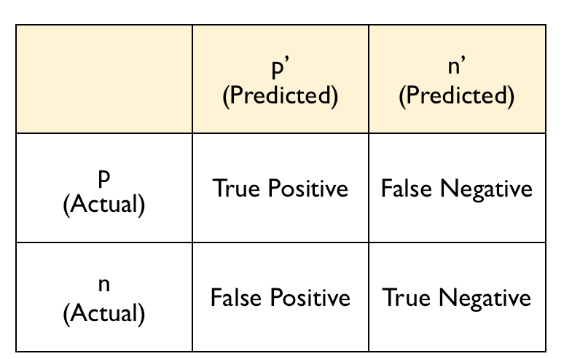 p’
(Predicted)
n’
(Predicted)
p
(Actual)
True Positive
False Negative
n
(Actual)
False Positive
True Negative